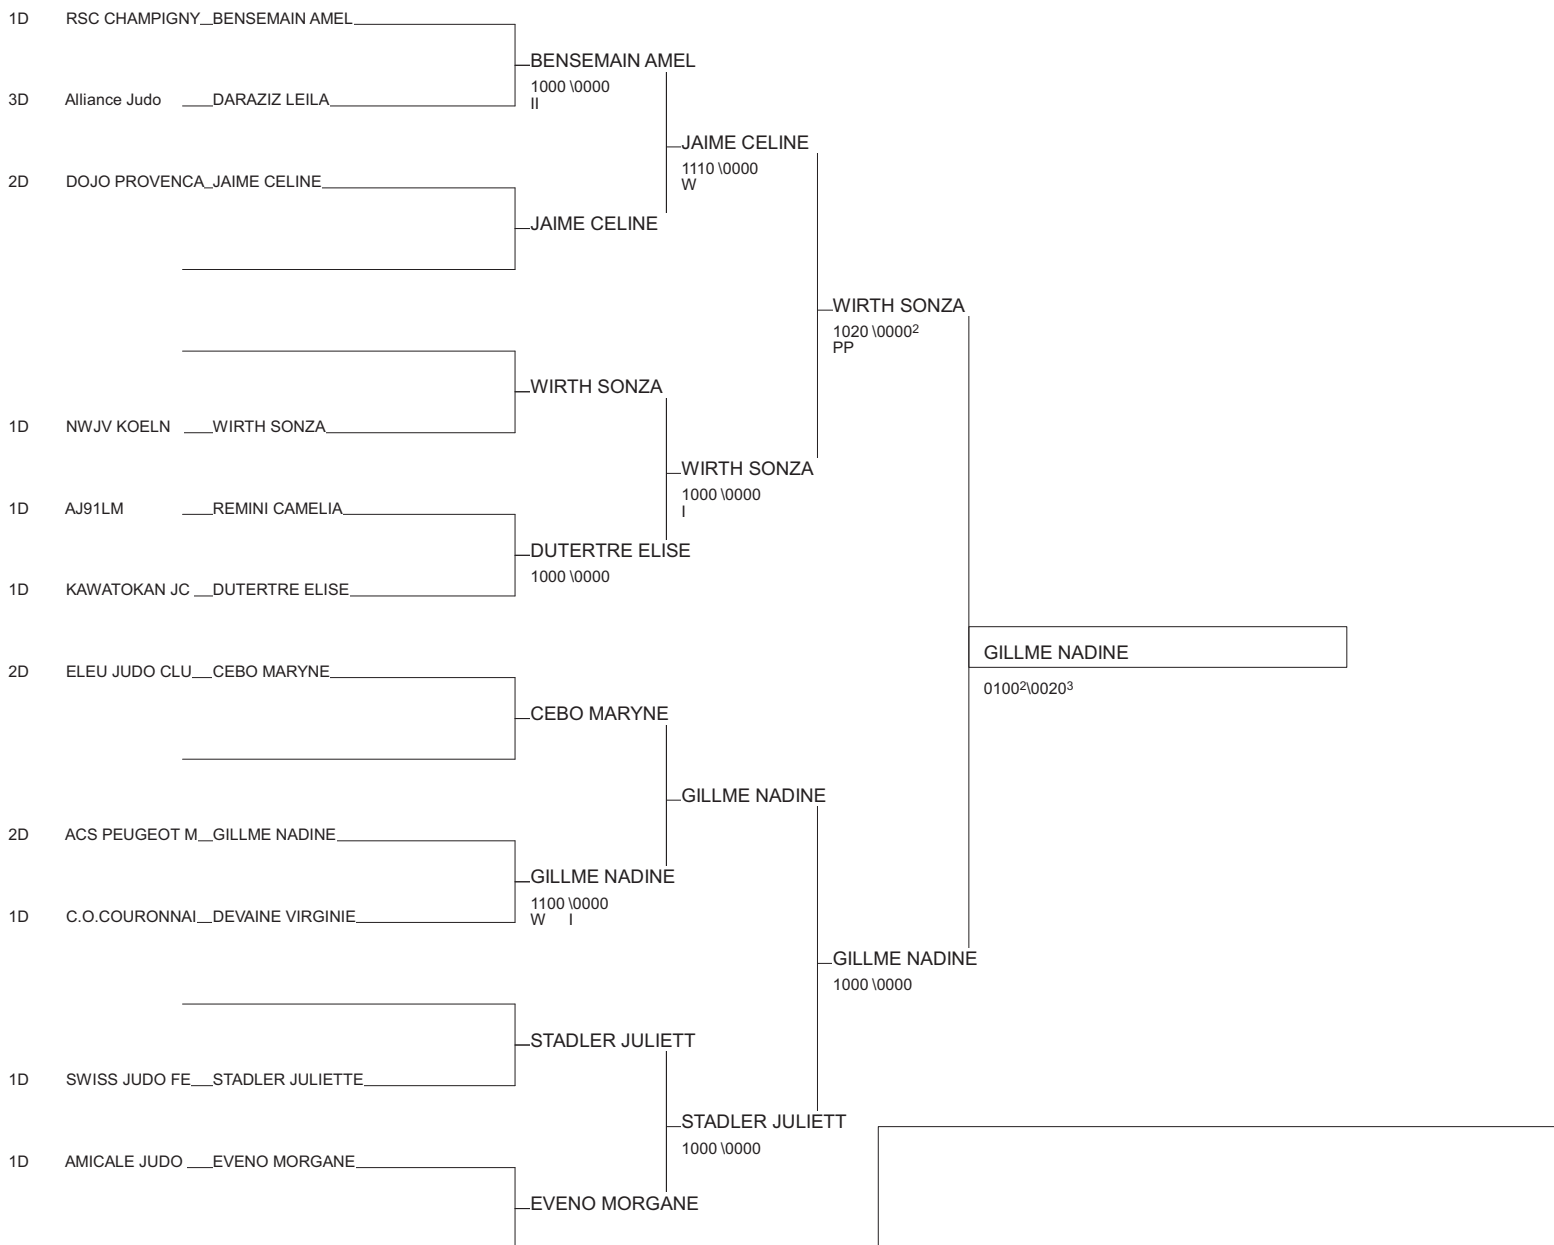 1D RSC CHAMPIGNY BENSEMAIN AMEL
BENSEMAIN AMEL
1000 \0000
II
3D Alliance Judo DARAZIZ LEILA
JAIME CELINE
1110 \0000
W
2D DOJO PROVENCA JAIME CELINE
JAIME CELINE
WIRTH SONZA
1020 \0000²
PP
WIRTH SONZA
1D NWJV KOELN WIRTH SONZA
WIRTH SONZA
1000 \0000
I
1D AJ91LM REMINI CAMELIA
DUTERTRE ELISE
1000 \0000
1D KAWATOKAN JC DUTERTRE ELISE
GILLME NADINE
0100²\0020³
2D ELEU JUDO CLU CEBO MARYNE
CEBO MARYNE
GILLME NADINE
2D ACS PEUGEOT M GILLME NADINE
GILLME NADINE
1100 \0000
W I
1D C.O.COURONNAI DEVAINE VIRGINIE
GILLME NADINE
1000 \0000
STADLER JULIETT
1D SWISS JUDO FE STADLER JULIETTE
STADLER JULIETT
1000 \0000
1D AMICALE JUDO EVENO MORGANE
EVENO MORGANE